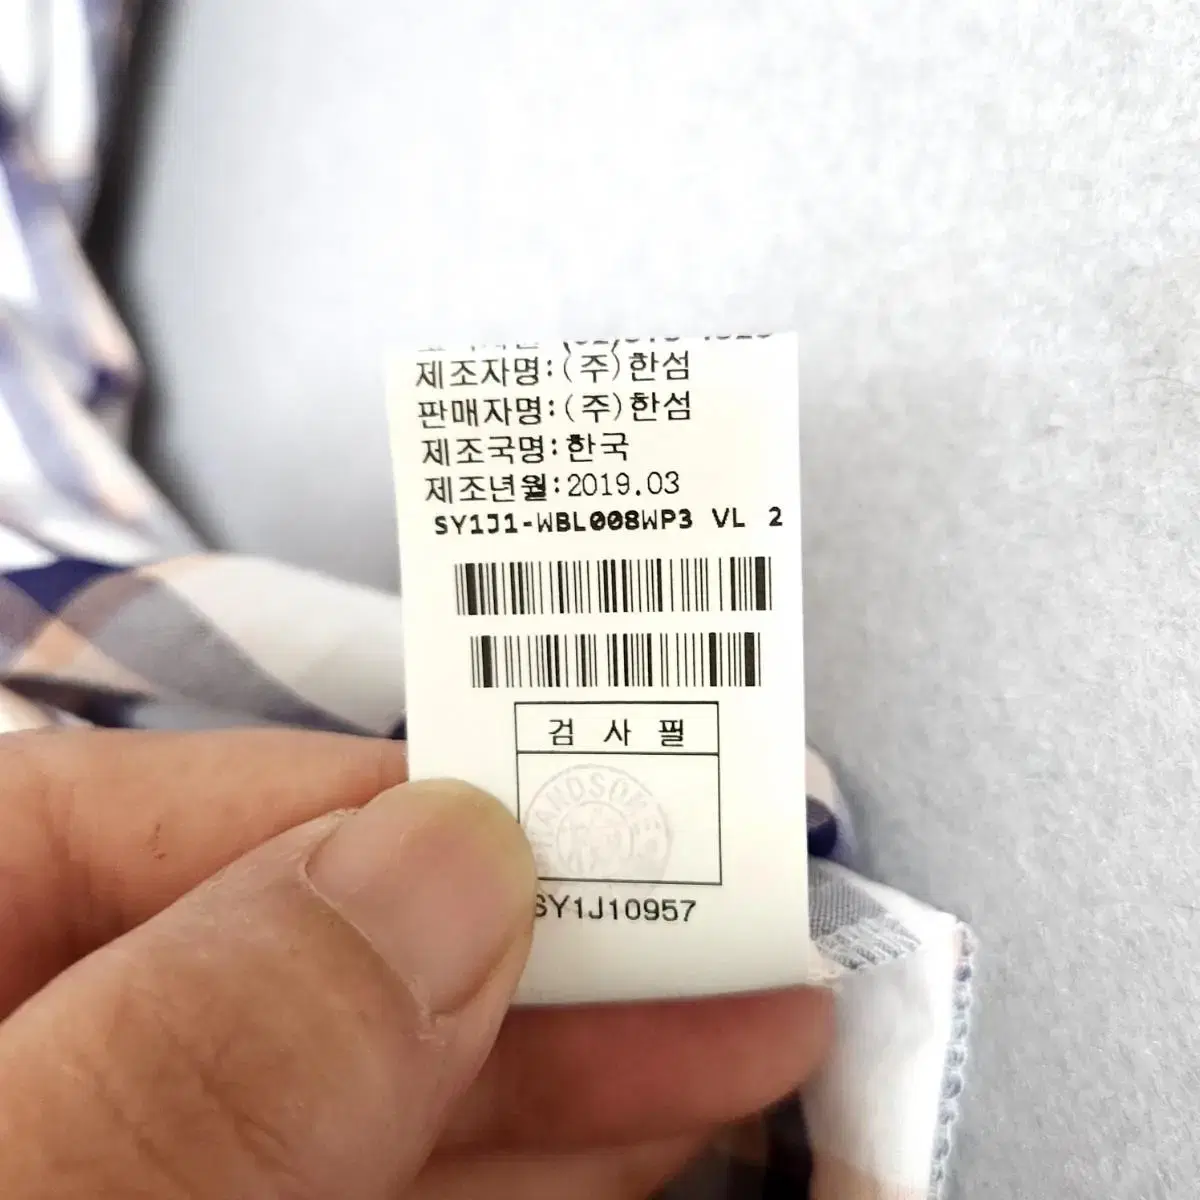 제조자명:(주)한섬
판매자명:(주)한섬
제조국명:한국
제조년월:2019.03
SY1J1-WBL008WP3 VL 2
검 사 필
HANDSOME
SY1J10957